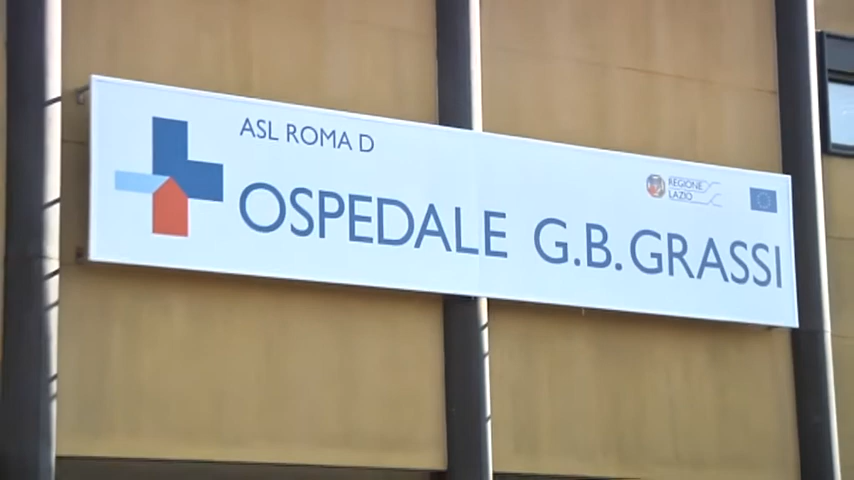 ASL ROMA D
REGIONE
LAZIO
OSPEDALE G.B. GRASSI